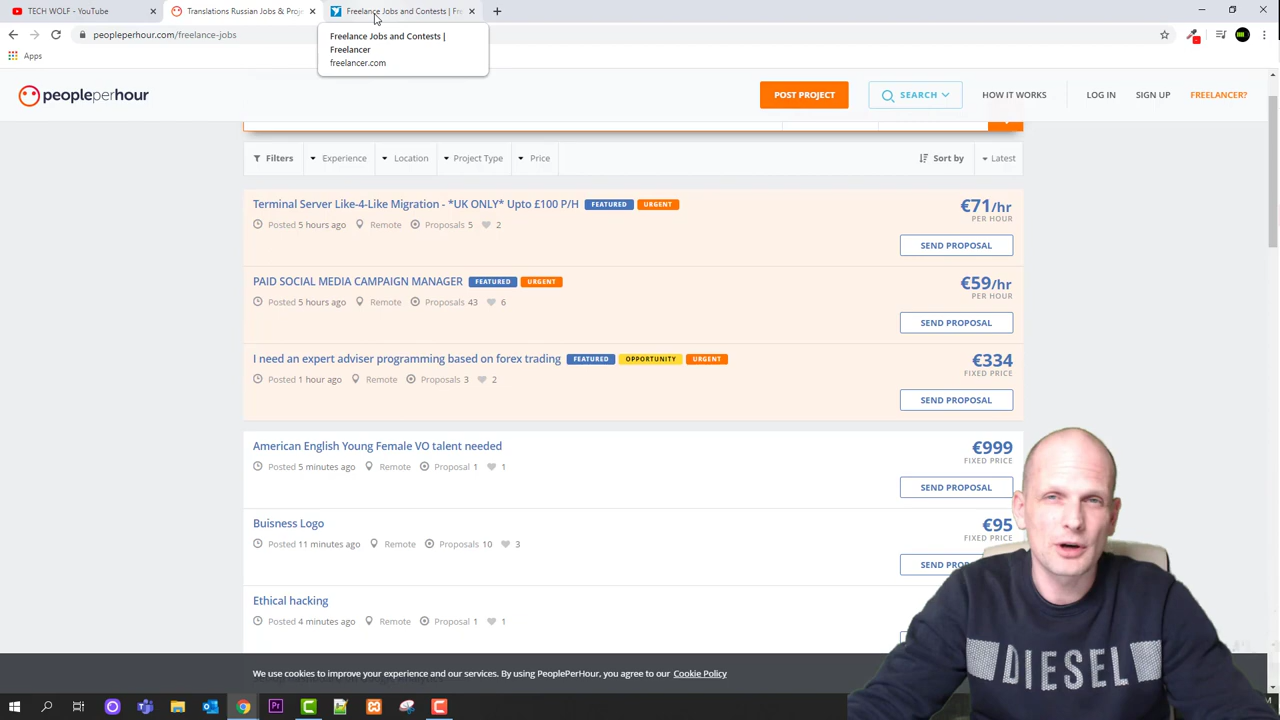 TECH WOLF - YouTube
Translations Russian Jobs & Proje
Freelance Jobs and Contests | Fre
peopleperhour.com/freelance-jobs
Apps
Freelance Jobs and Contests |
Freelancer
freelancer.com
peopleperhour
POST PROJECT
SEARCH
HOW IT WORKS
LOG IN
SIGN UP
FREELANCER?
Filters
Experience
Location
Project Type
Price
Sort by
Latest
Terminal Server Like-4-Like Migration - *UK ONLY* Upto £100 P/H FEATURED URGENT
Posted 5 hours ago Remote Proposals 5 2
€71/hr
PER HOUR
SEND PROPOSAL
PAID SOCIAL MEDIA CAMPAIGN MANAGER FEATURED URGENT
Posted 5 hours ago Remote Proposals 43 6
€59/hr
PER HOUR
SEND PROPOSAL
I need an expert adviser programming based on forex trading FEATURED OPPORTUNITY URGENT
Posted 1 hour ago Remote Proposals 3 2
€334
FIXED PRICE
SEND PROPOSAL
American English Young Female VO talent needed
Posted 5 minutes ago Remote Proposal 1 1
€999
FIXED PRICE
SEND PROPOSAL
Buisness Logo
Posted 11 minutes ago Remote Proposals 10 3
€95
FIXED PRICE
SEND PRO
Ethical hacking
Posted 4 minutes ago Remote Proposal 1 1
We use cookies to improve your experience and our services. By using PeoplePerHour, you agree to our Cookie Policy
DIESEL